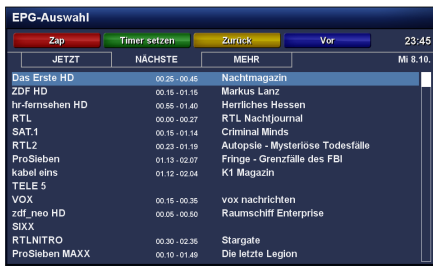 EPG-Auswahl
Zap Timer setzen Zurück Vor 23:45
JETZT NÄCHSTE MEHR Mi 8.10.
Das Erste HD 00.25 - 00.45 Nachtmagazin
ZDF HD 00.15 - 01.15 Markus Lanz
hr-fernsehen HD 00.55 - 01.40 Herrliches Hessen
RTL 00.00 - 00.27 RTL Nachtjournal
SAT.1 00.15 - 01.14 Criminal Minds
RTL2 00.23 - 01.19 Autopsie - Mysteriöse Todesfälle
ProSieben 01.13 - 02.07 Fringe - Grenzfälle des FBI
kabel eins 01.12 - 02.04 K1 Magazin
TELE 5
VOX 00.15 - 00.35 vox nachrichten
zdf_neo HD 00.05 - 00.50 Raumschiff Enterprise
SIXX
RTLNITRO 00.30 - 02.35 Stargate
ProSieben MAXX 00.10 - 01.49 Die letzte Legion